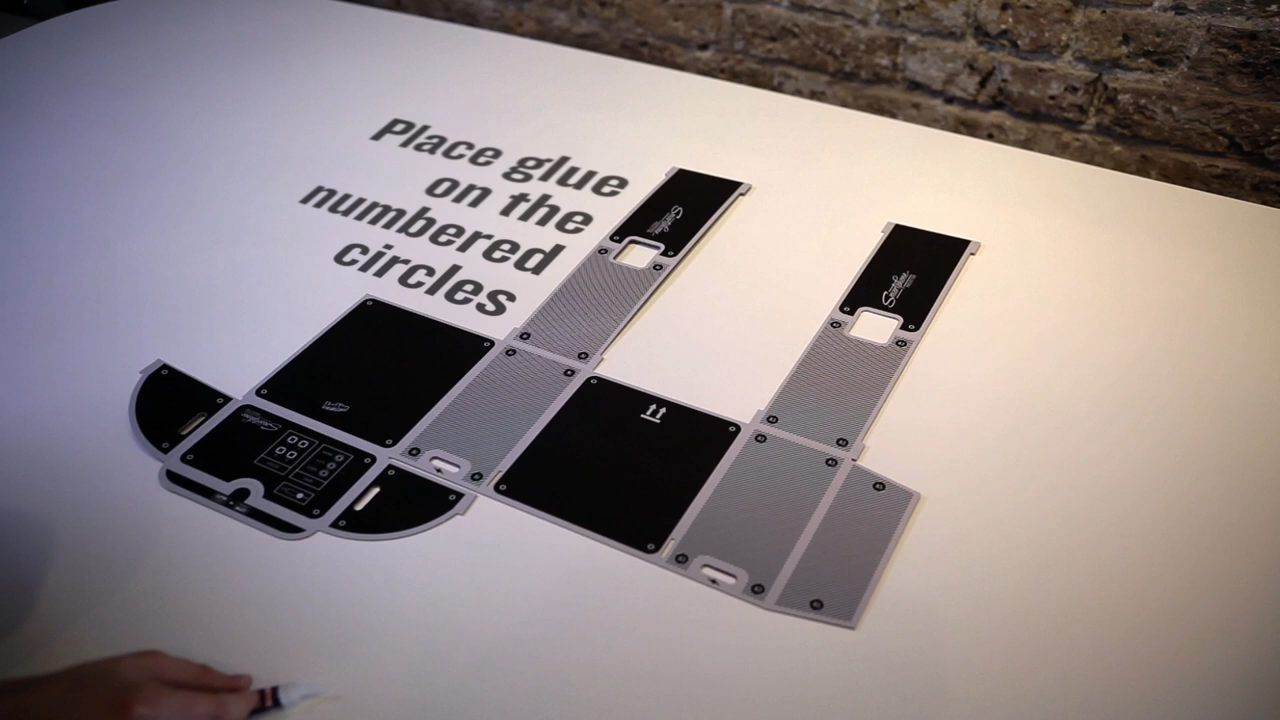 Place glue
on the
numbered
circles